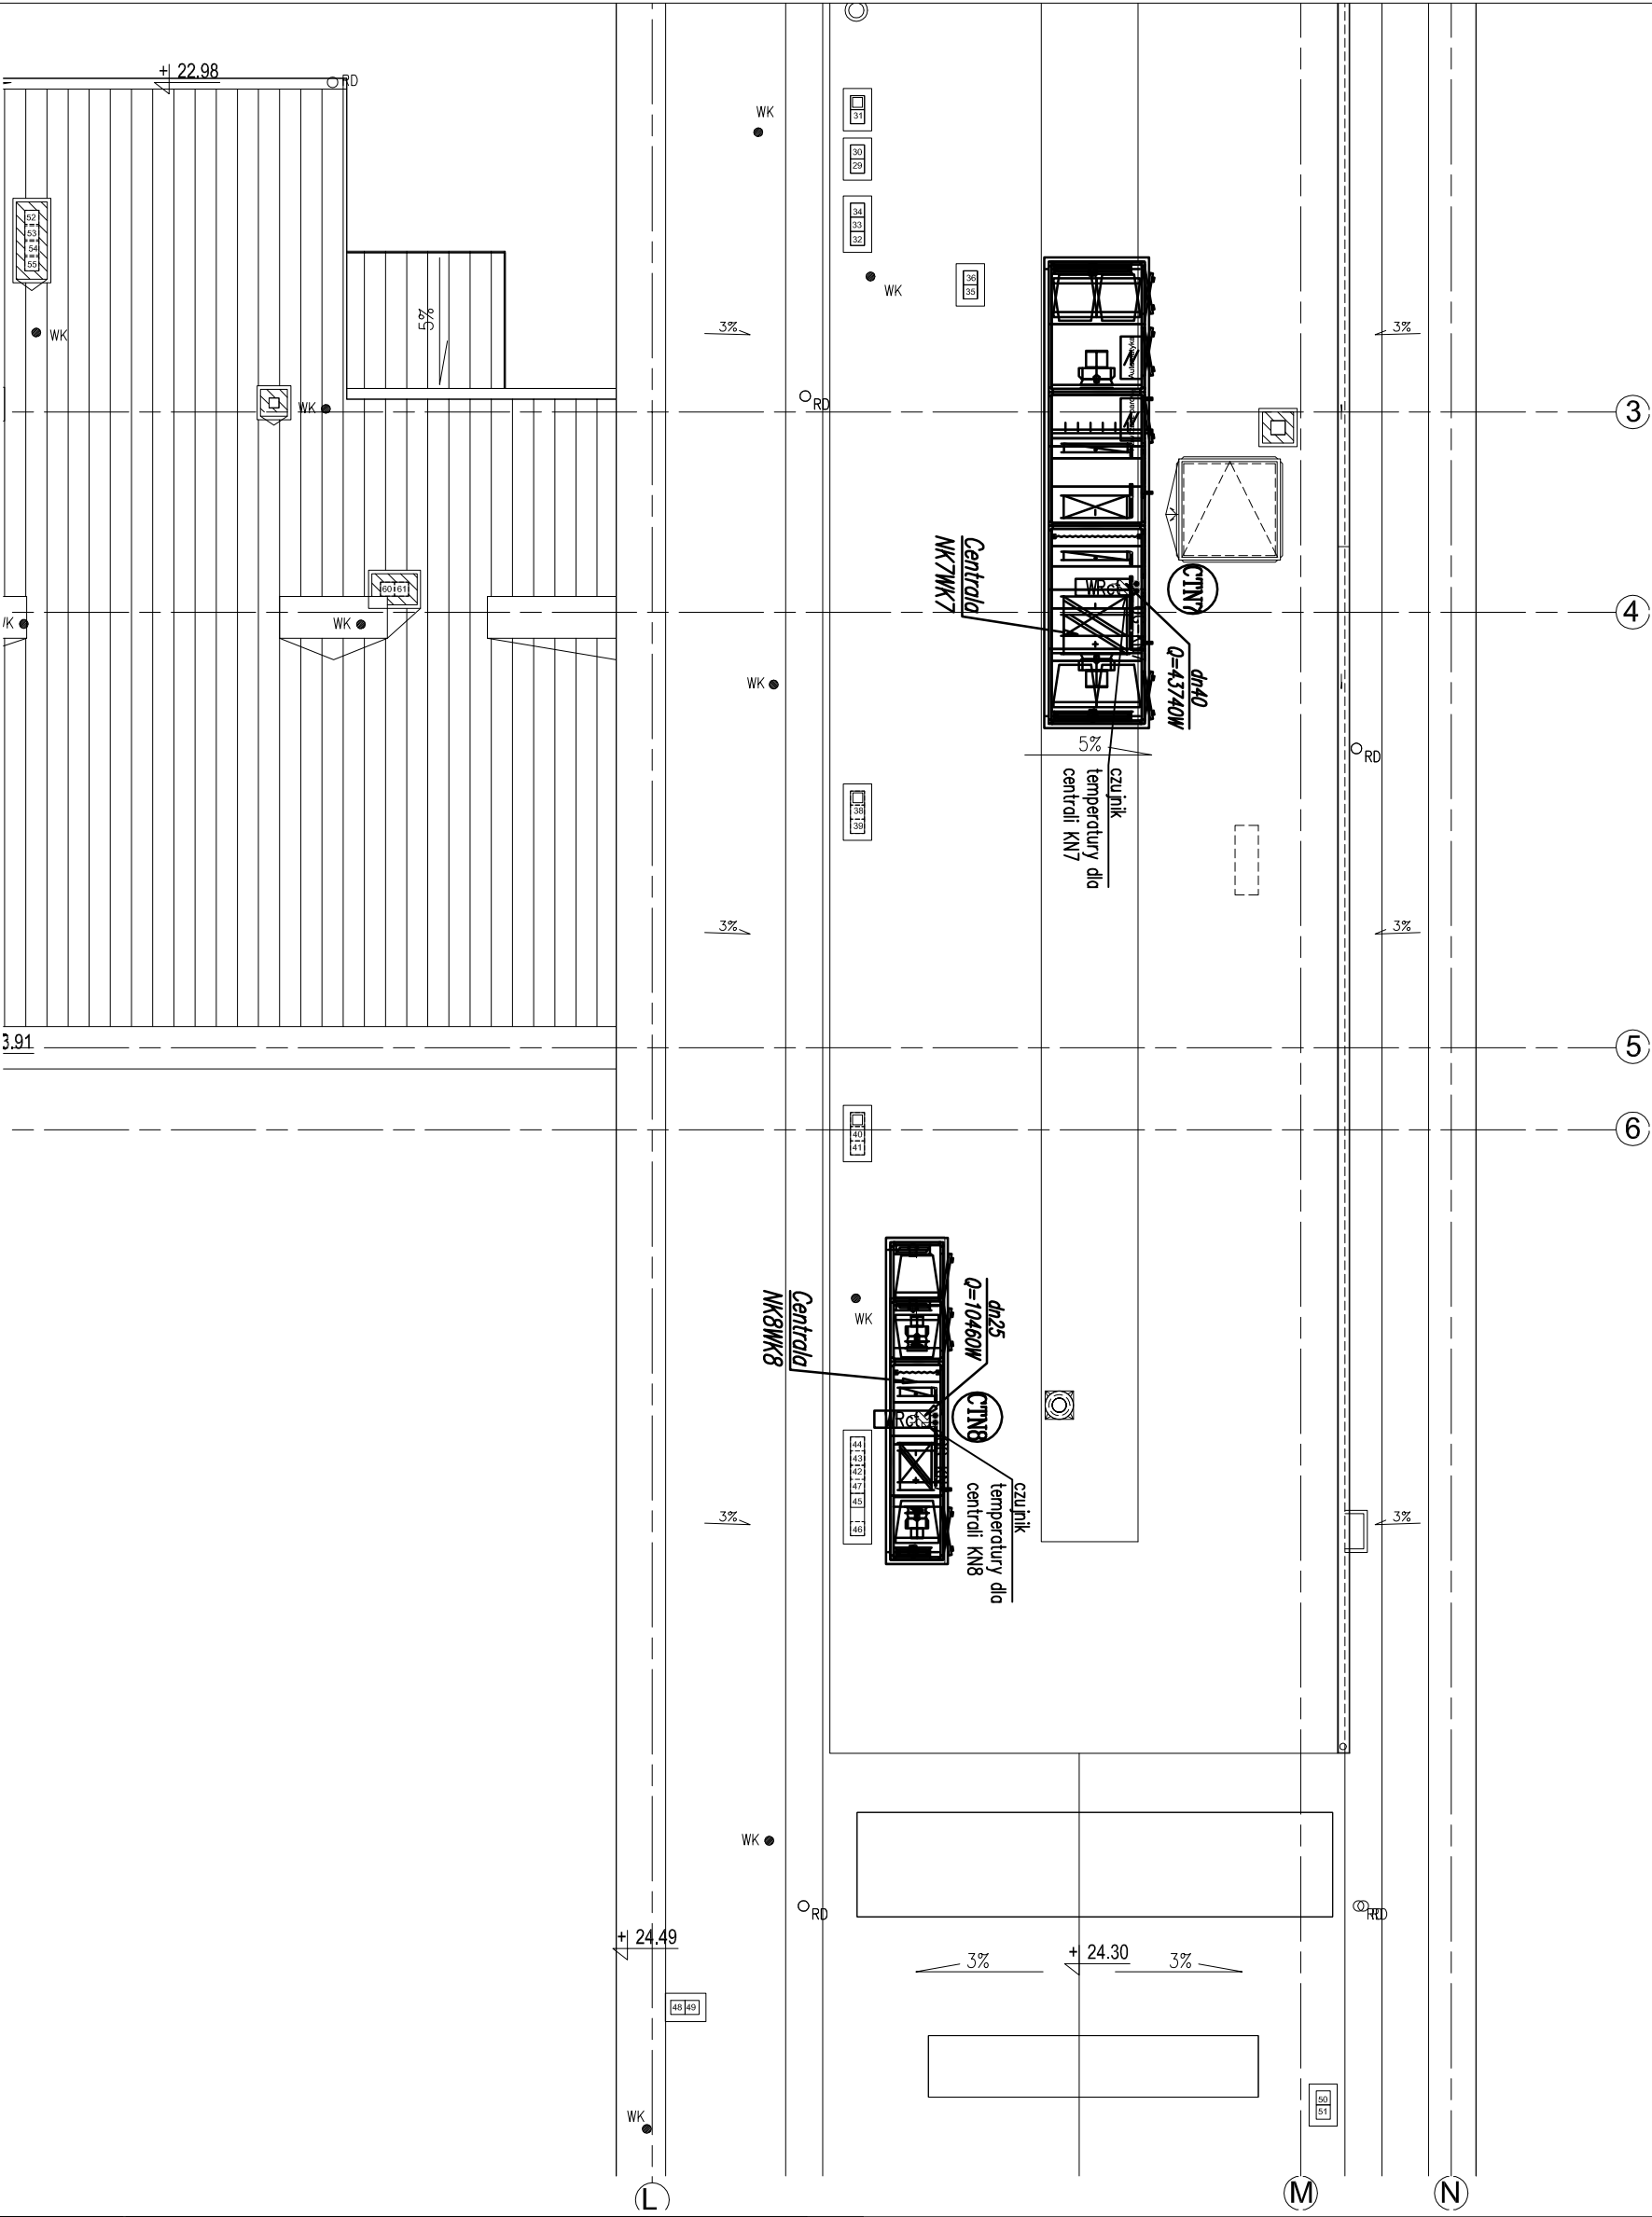 + 22.98
RD
WK
31
30
29
52
53
54
55
34
33
32
WK
36
35
5%
3%
3%
WK
Automatyka
WK
RD
3
Centrala
NK7WK7
CTN7
60 61
WK
WK
4
dn40
Q=43740W
WK
5%
RD
czujnik
temperatury dla
centrali KN7
38
39
3%
3%
3.91
5
40
41
6
Centrala
NK8WK8
WK
dn25
Q=10460W
CTN8
44
43
42
47
45
46
czujnik
temperatury dla
centrali KN8
3%
3%
WK
RD
RD
+ 24.49
3%
+ 24.30
3%
48 49
50
51
WK
L
M
N